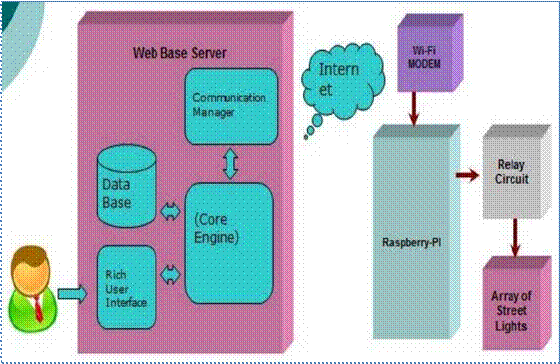 Web Base Server
Communication
Manager
Intern
et
Wi-Fi
MODEM
Data
Base
(Core
Engine)
Rich
User
Interface
Raspberry-PI
Relay
Circuit
Array of
Street
Lights